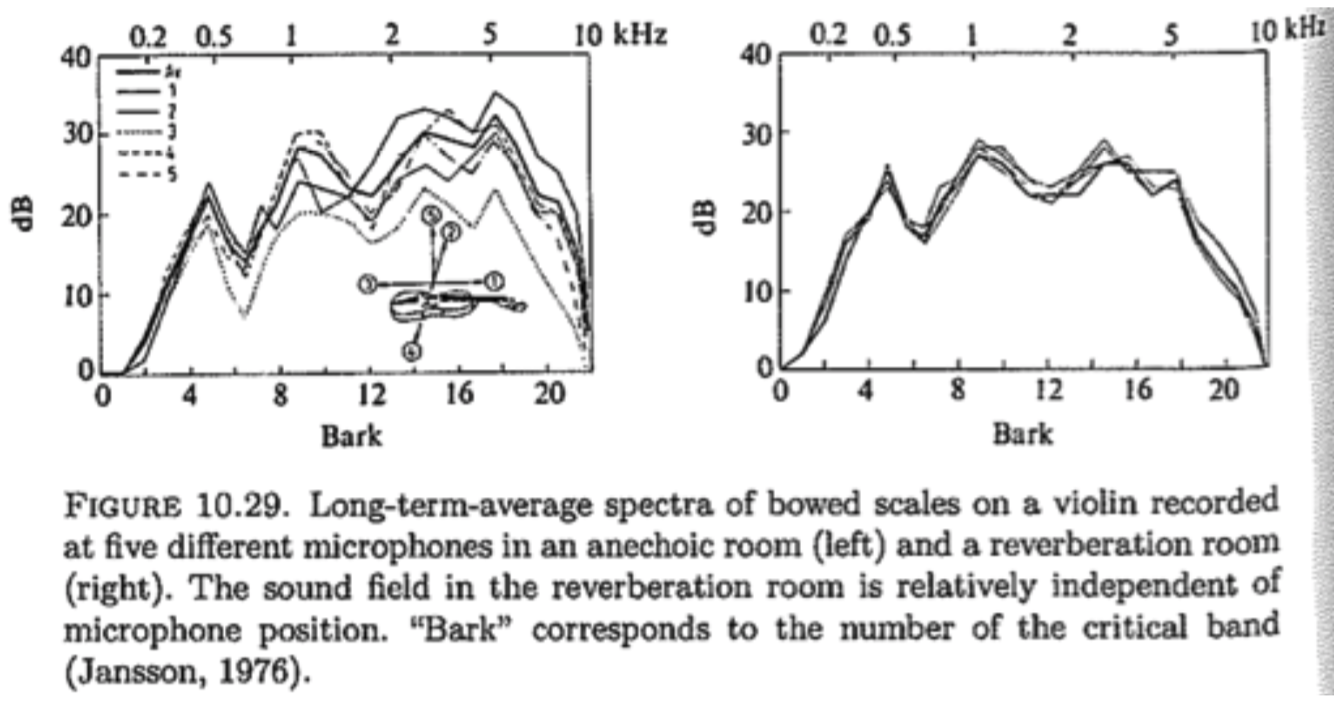 0.2 0.5 1 2 5 10 kHz
40
30
20
10
0
dB
1
2
3
4
5
⑤
②
③
①
④
0 4 8 12 16 20
Bark
0.2 0.5 1 2 5 10 kHz
40
30
20
10
0
dB
0 4 8 12 16 20
Bark
FIGURE 10.29. Long-term-average spectra of bowed scales on a violin recorded
at five different microphones in an anechoic room (left) and a reverberation room
(right). The sound field in the reverberation room is relatively independent of
microphone position. “Bark” corresponds to the number of the critical band
(Jansson, 1976).